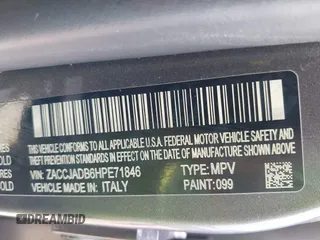 VEHICLE CONFORMS TO ALL APPLICABLE U.S.A. FEDERAL MOTOR VEHICLE SAFETY AND
THEFT PREVENTION STANDARDS IN EFFECT ON THE DATE OF MANUFACTURE SHOWN ABOVE.
OLD
VIN: ZACCJADB6HPE71846
TYPE: MPV
VEHICLE MADE IN: ITALY
PAINT: 099
DREAMBID